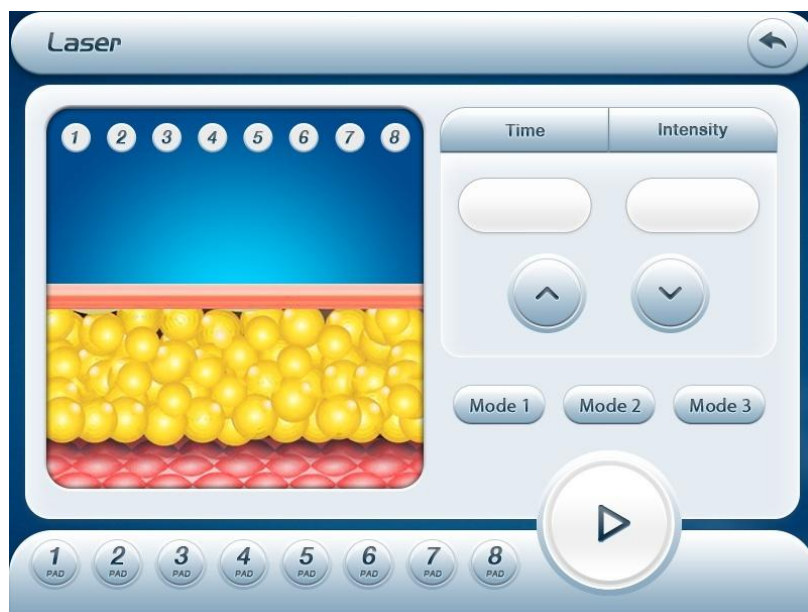 Laser
1 2 3 4 5 6 7 8
Time Intensity
Mode 1 Mode 2 Mode 3
1 2 3 4 5 6 7 8
PAD PAD PAD PAD PAD PAD PAD PAD